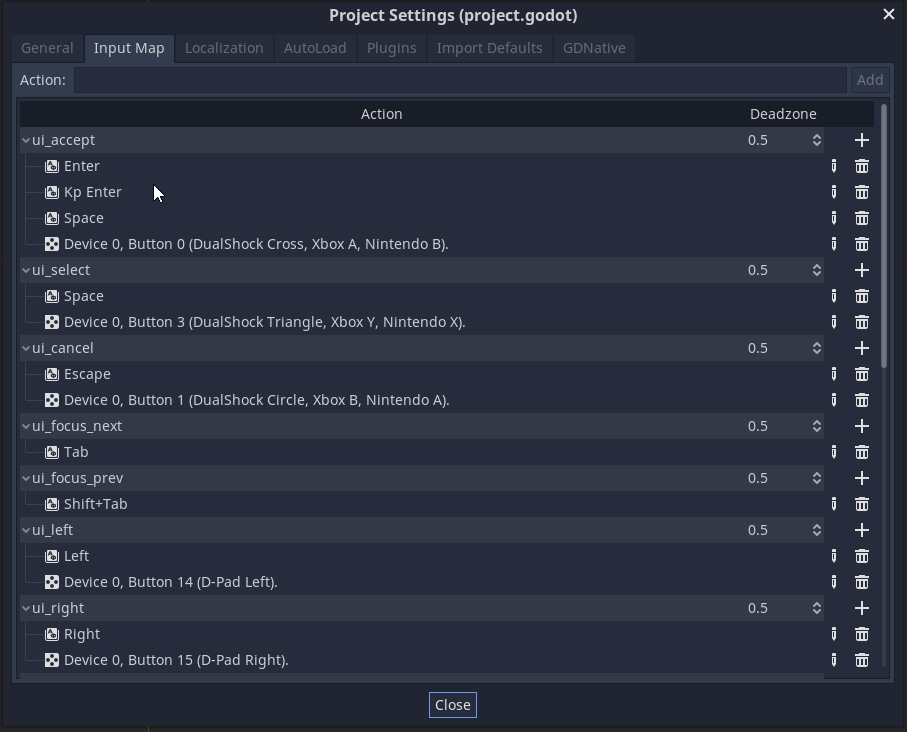 Project Settings (project.godot)
General Input Map Localization AutoLoad Plugins Import Defaults GDNative
Action: Add
Action Deadzone
ui_accept 0.5
Enter
Kp Enter
Space
Device 0, Button 0 (DualShock Cross, Xbox A, Nintendo B).
ui_select 0.5
Space
Device 0, Button 3 (DualShock Triangle, Xbox Y, Nintendo X).
ui_cancel 0.5
Escape
Device 0, Button 1 (DualShock Circle, Xbox B, Nintendo A).
ui_focus_next 0.5
Tab
ui_focus_prev 0.5
Shift+Tab
ui_left 0.5
Left
Device 0, Button 14 (D-Pad Left).
ui_right 0.5
Right
Device 0, Button 15 (D-Pad Right).
Close